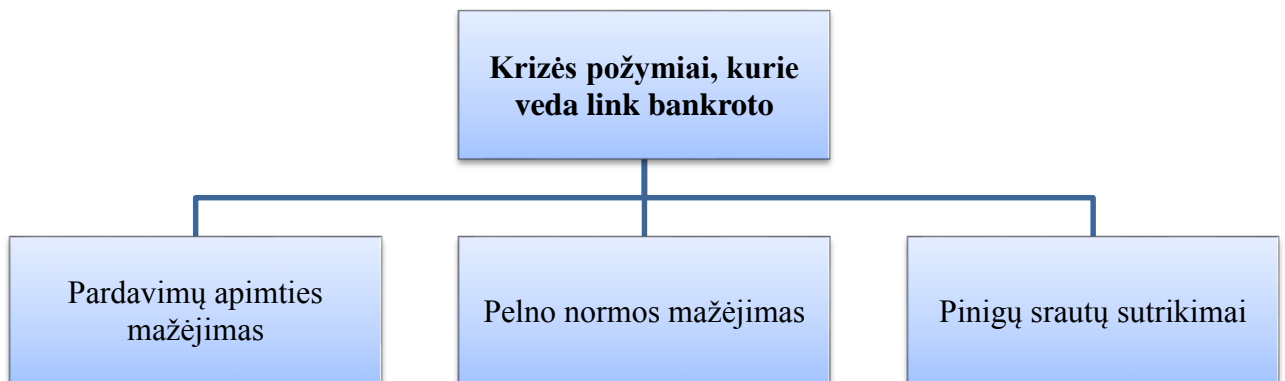 Krizės požymiai, kurie
veda link bankroto
Pardavimų apimties
mažėjimas
Pelno normos mažėjimas
Pinigų srautų sutrikimai